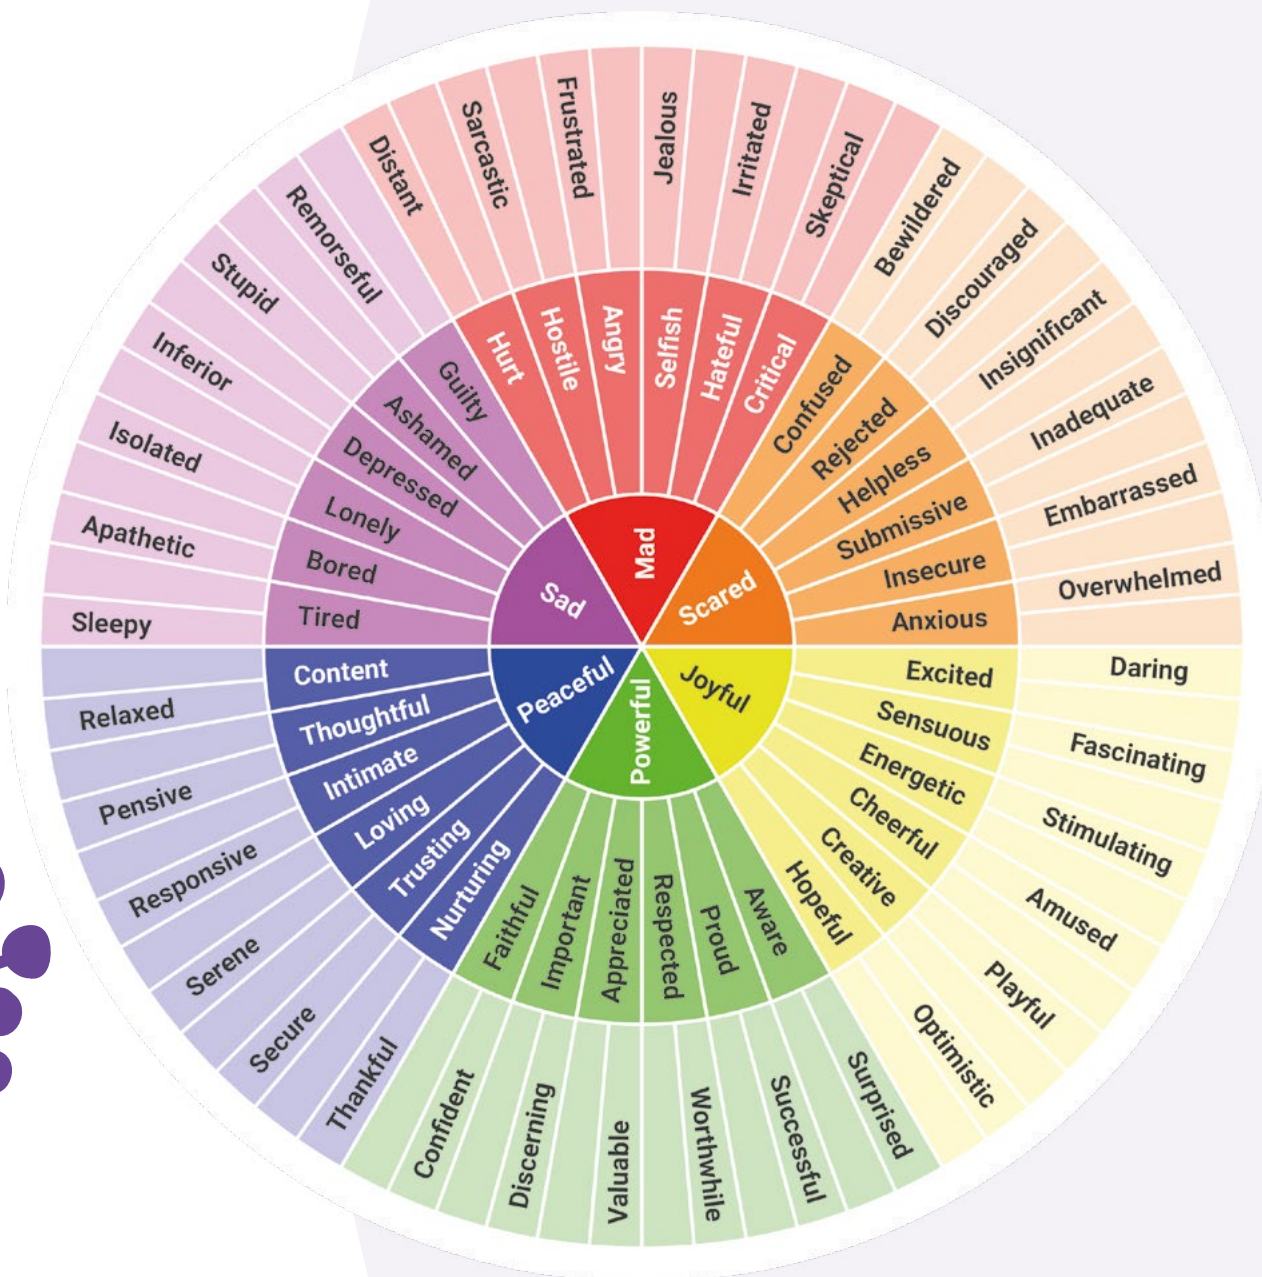 Mad
Scared
Joyful
Powerful
Peaceful
Sad
Hurt
Hostile
Angry
Selfish
Hateful
Critical
Confused
Rejected
Helpless
Submissive
Insecure
Anxious
Excited
Sensuous
Energetic
Cheerful
Creative
Hopeful
Aware
Proud
Respected
Appreciated
Important
Faithful
Nurturing
Trusting
Loving
Intimate
Thoughtful
Content
Tired
Bored
Lonely
Depressed
Ashamed
Guilty
Distant
Sarcastic
Frustrated
Jealous
Irritated
Skeptical
Bewildered
Discouraged
Insignificant
Inadequate
Embarrassed
Overwhelmed
Daring
Fascinating
Stimulating
Amused
Playful
Optimistic
Surprised
Successful
Worthwhile
Valuable
Discerning
Confident
Thankful
Secure
Serene
Responsive
Pensive
Relaxed
Sleepy
Apathetic
Isolated
Inferior
Stupid
Remorseful